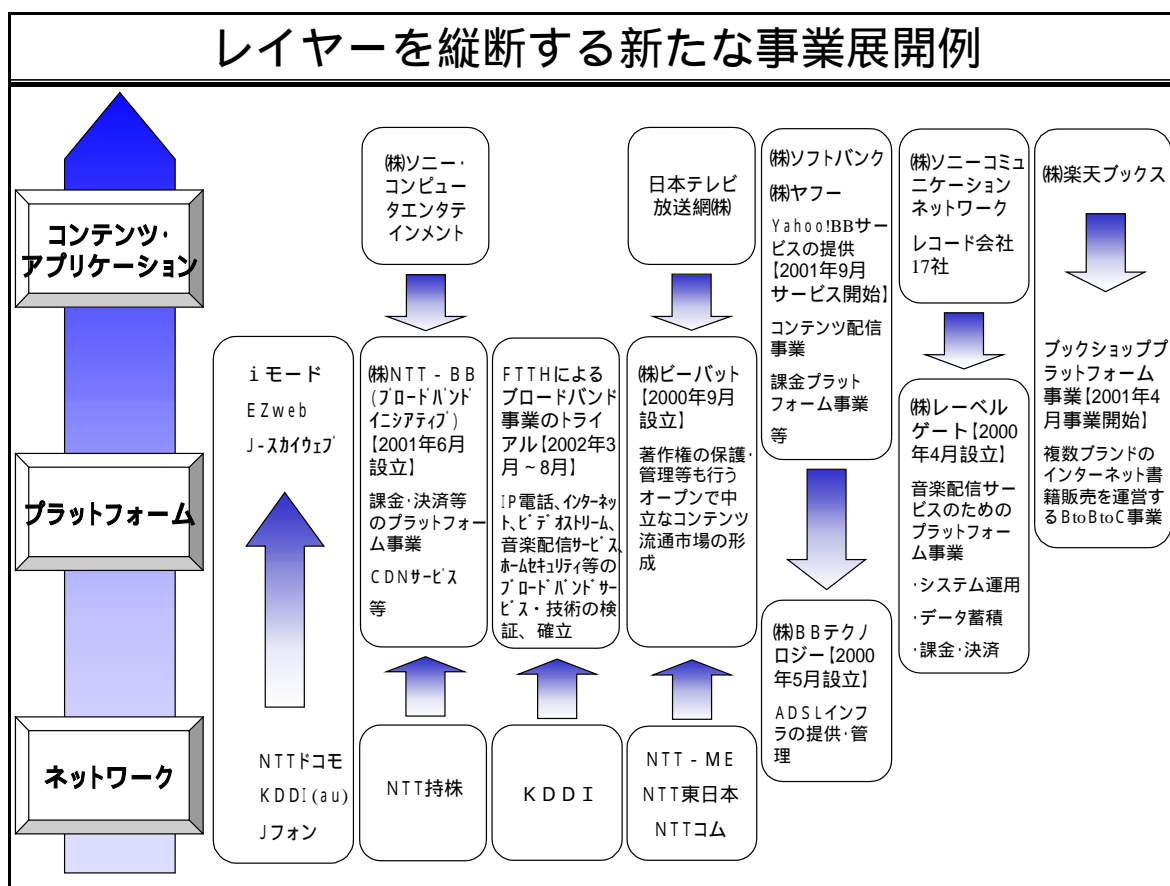 レイヤーを縦断する新たな事業展開例
コンテンツ・
アプリケーション
プラットフォーム
ネットワーク
iモード
EZweb
J-スカイウェブ
NTTドコモ
KDDI(au)
Jフォン
㈱ソニー・
コンピュー
タエンタテ
インメント
㈱NTT-BB
(ブロードバンド
イニシアティブ)
【2001年6月
設立】
課金・決済等
のプラットフォー
ム事業
CDNサービス
等
NTT持株
FTTHによる
ブロードバンド
事業のトライ
アル【2002年3
月~8月】
IP電話、インターネッ
ト、ビデオストリーム、
音楽配信サービス、
ホームセキュリティ等の
ブロードバンドサー
ビス・技術の検
証、確立
KDDI
日本テレビ
放送網㈱
㈱ビーバット
【2000年9月
設立】
著作権の保護・
管理等も行う
オープンで中
立なコンテンツ
流通市場の形
成
NTT-ME
NTT東日本
NTTコム
㈱ソフトバンク
㈱ヤフー
Yahoo!BBサー
ビスの提供
【2001年9月
サービス開始】
コンテンツ配信
事業
課金プラット
フォーム事業
等
㈱BBテクノ
ロジー【2000
年5月設立】
ADSLインフ
ラの提供・管
理
㈱ソニーコミュ
ニケーション
ネットワーク
レコード会社
17社
㈱レーベル
ゲート【2000
年4月設立】
音楽配信サー
ビスのための
プラットフォー
ム事業
・システム運用
・データ蓄積
・課金・決済
㈱楽天ブックス
ブックショッププ
ラットフォーム
事業【2001年4
月事業開始】
複数ブランドの
インターネット書
籍販売を運営す
るBtoBtoC事業